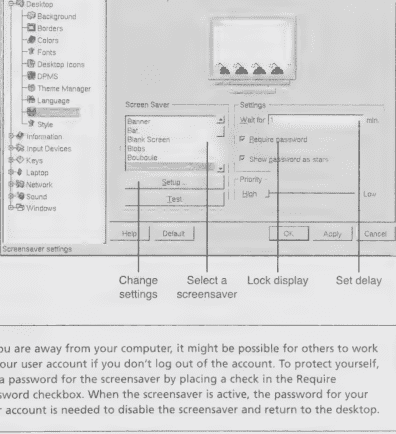 Desktop
Background
Borders
Colors
Fonts
Desktop Icons
DPMS
Theme Manager
Language
Style
Information
Input Devices
Keys
Laptop
Network
Sound
Windows
Screen Saver
Banner
Bat
Blank Screen
Blobs
Bouboule
Setup...
Test
Settings
Wait for 1 min.
Require password
Show password as stars
Priority
High Low
Help Default OK Apply Cancel
Screensaver settings
Change settings
Select a screensaver
Lock display
Set delay
ou are away from your computer, it might be possible for others to work
our user account if you don't log out of the account. To protect yourself,
a password for the screensaver by placing a check in the Require
sword checkbox. When the screensaver is active, the password for your
r account is needed to disable the screensaver and return to the desktop.